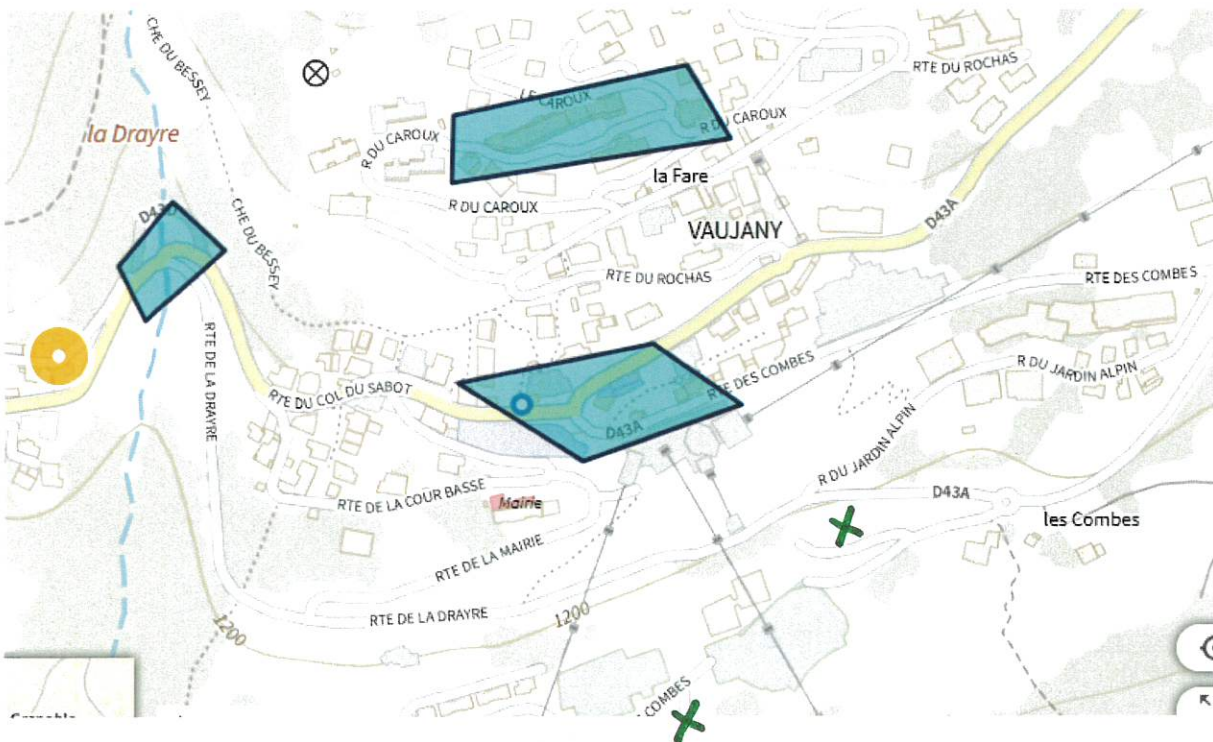 CHE DU BESSEY
la Drayre
D43D
CHE DU BESSEY
LE CAROUX
R DU CAROUX
R DU CAROUX
RTE DU ROCHAS
la Fare
R DU CAROUX
VAUJANY
D43A
RTE DU ROCHAS
RTE DES COMBES
RTE DE LA DRAYRE
RTE DU COL DU SABOT
RTE DES COMBES
R DU JARDIN ALPIN
D43A
R DU JARDIN ALPIN
RTE DE LA COUR BASSE
Mairie
D43A
les Combes
RTE DE LA MAIRIE
RTE DE LA DRAYRE
1200
1200
COMBES